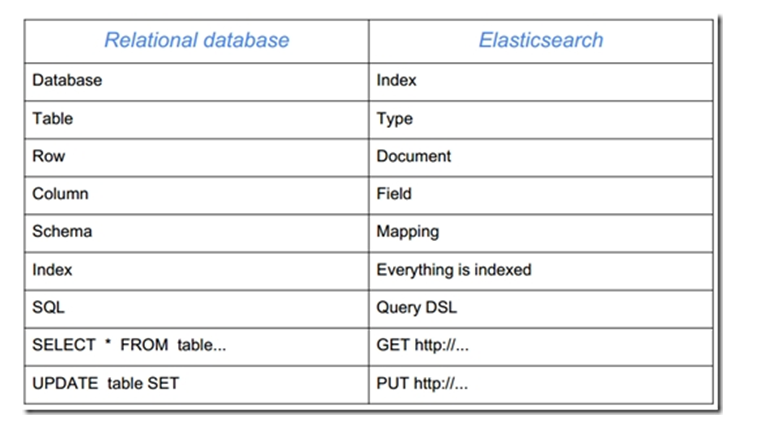 Relational database Elasticsearch
Database Index
Table Type
Row Document
Column Field
Schema Mapping
Index Everything is indexed
SQL Query DSL
SELECT * FROM table... GET http://...
UPDATE table SET PUT http://...